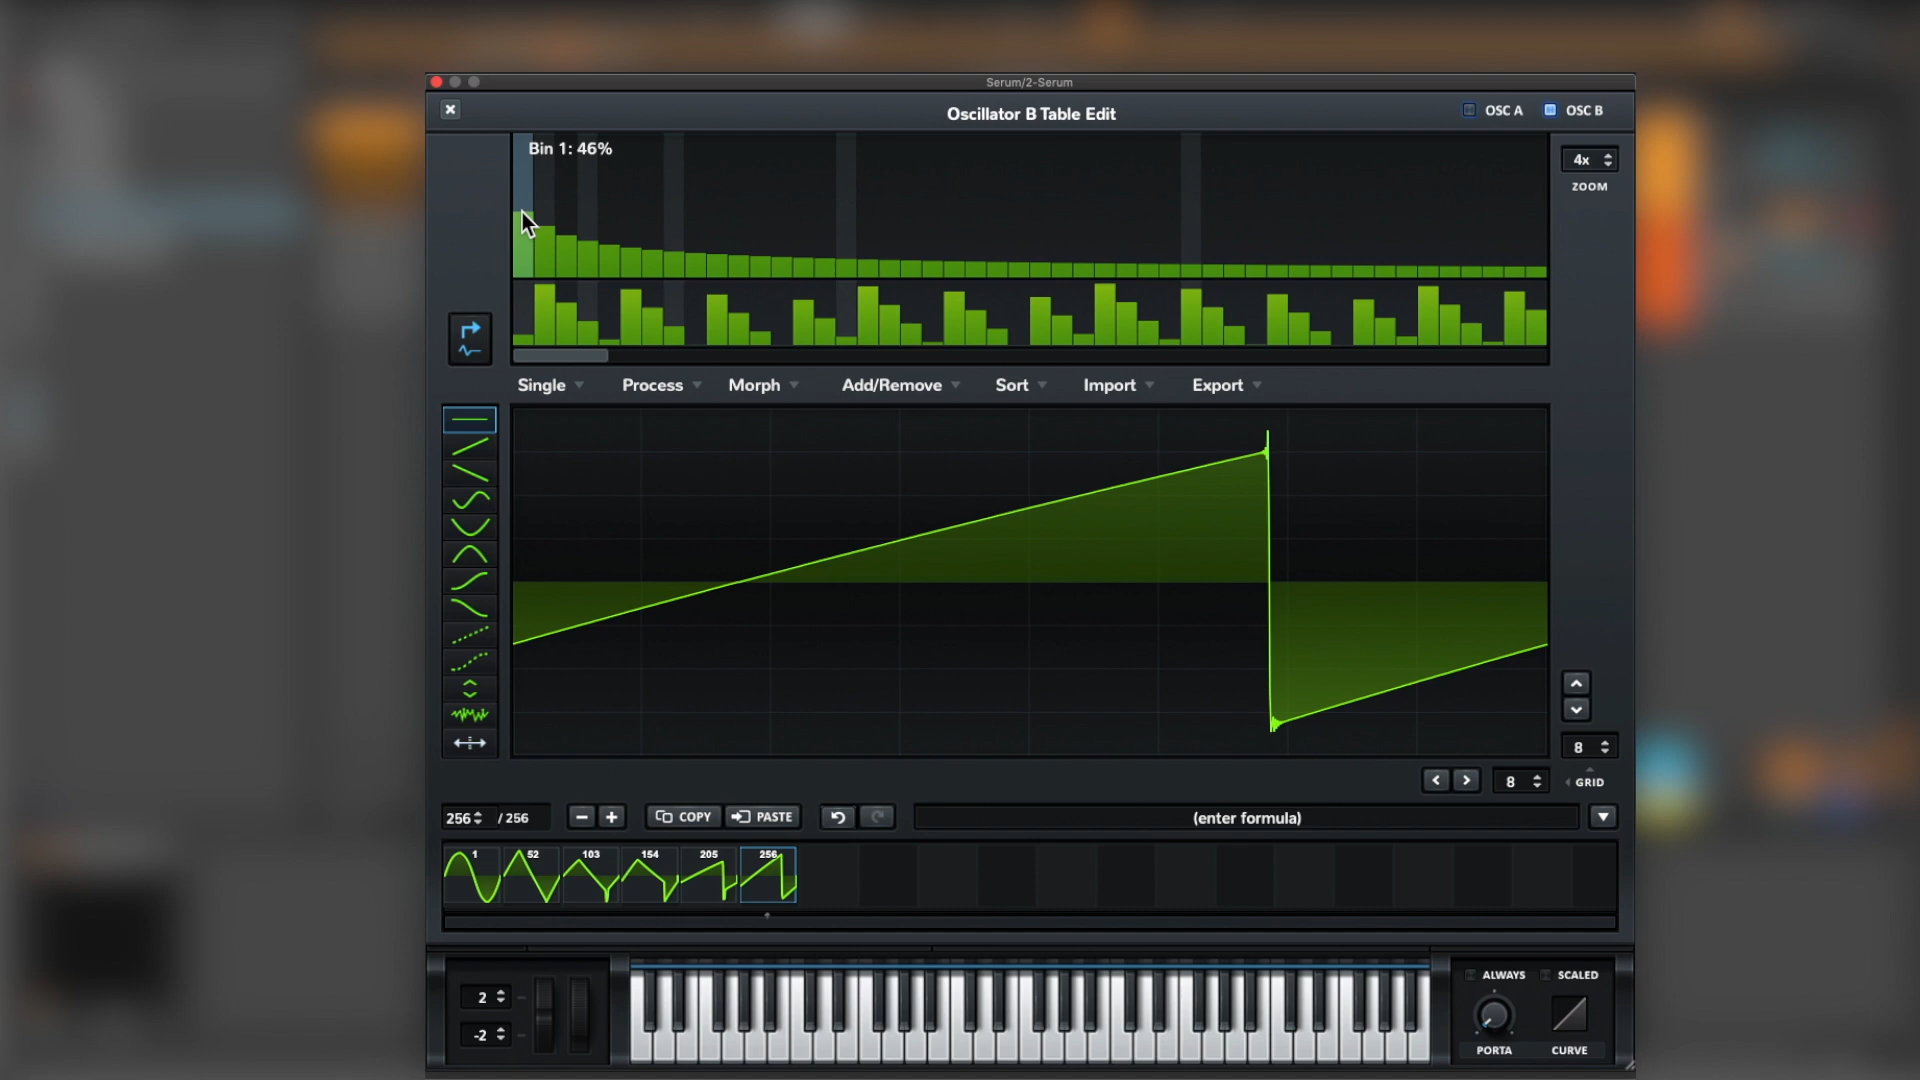 Serum/2-Serum
Oscillator B Table Edit
OSC A
OSC B
Bin 1: 46%
4x
ZOOM
Single
Process
Morph
Add/Remove
Sort
Import
Export
8
8
GRID
256 / 256
COPY
PASTE
(enter formula)
1
52
103
154
205
256
2
-2
ALWAYS
SCALED
PORTA
CURVE